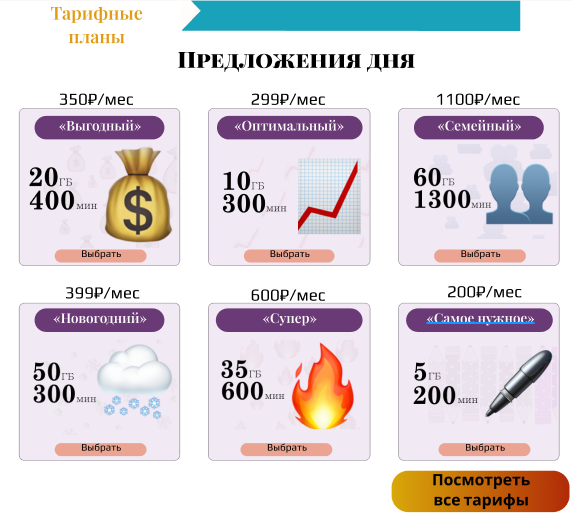 Тарифные
планы
Предложения дня
350₽/мес
299₽/мес
1100₽/мес
«Выгодный»
«Оптимальный»
«Семейный»
20ГБ
400мин
10ГБ
300мин
60ГБ
1300мин
Выбрать
Выбрать
Выбрать
399₽/мес
600₽/мес
200₽/мес
«Новогодний»
«Супер»
«Самое нужное»
50ГБ
300мин
35ГБ
600мин
5ГБ
200мин
Выбрать
Выбрать
Выбрать
Посмотреть
все тарифы